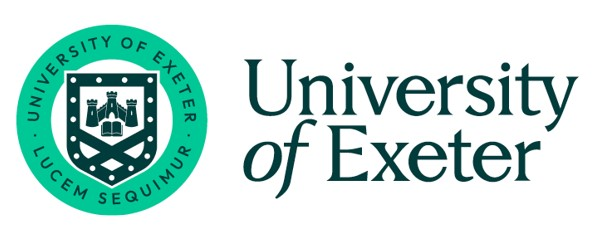 · UNIVERSITY OF EXETER ·
LUCEM SEQUIMUR
University
of Exeter